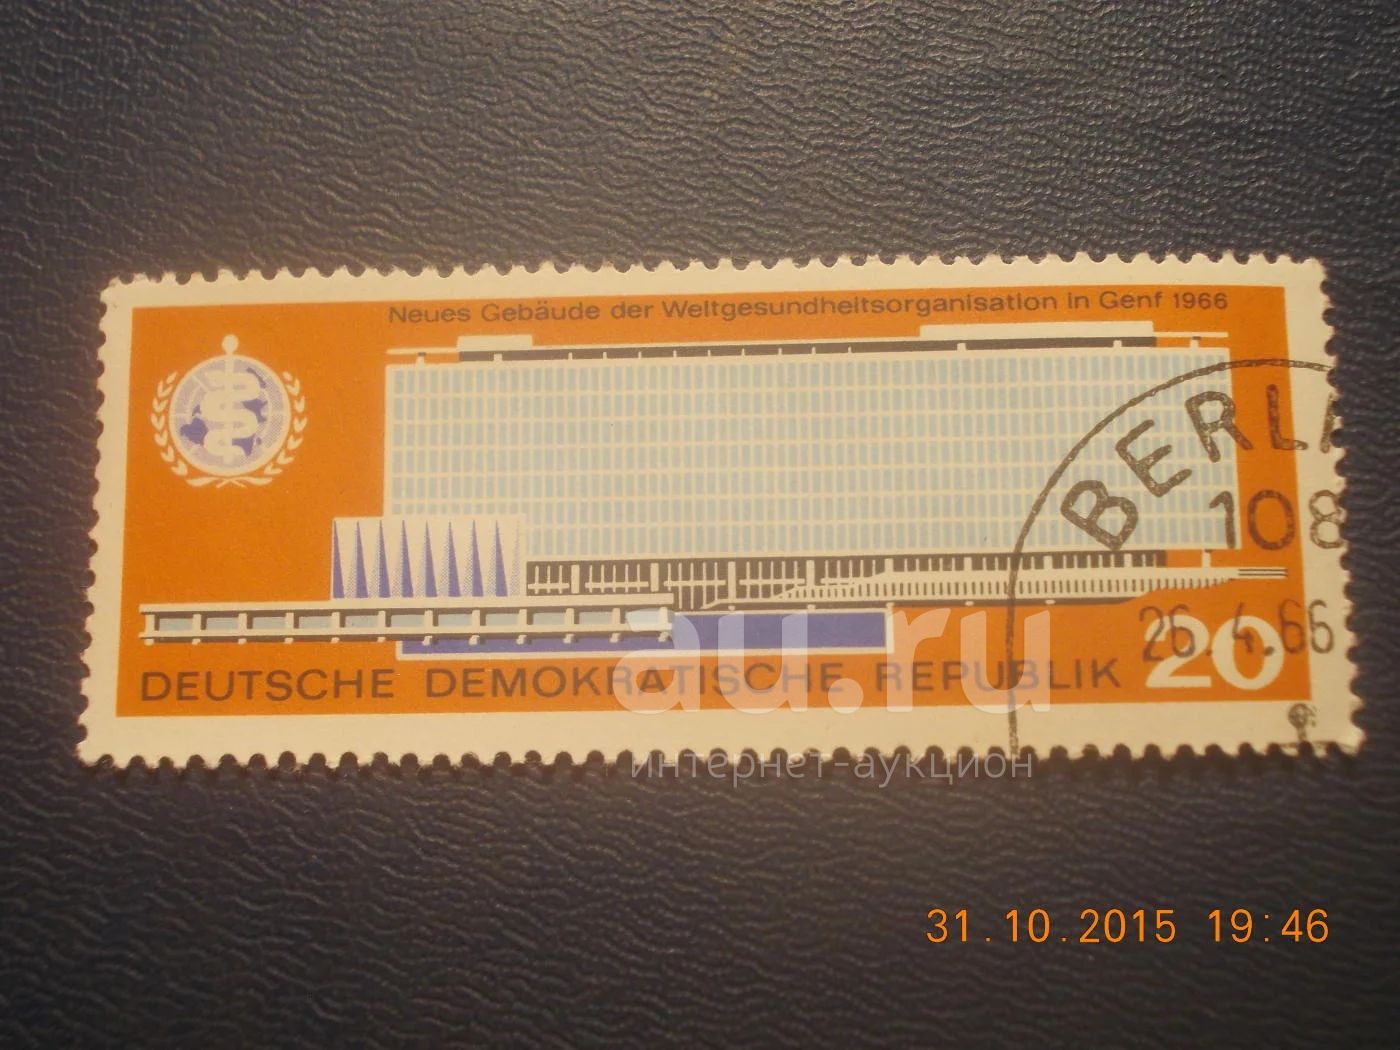 Neues Gebäude der Weltgesundheitsorganisation in Genf 1966
BERL
108
26.4.66
20
DEUTSCHE DEMOKRATISCHE REPUBLIK
au.ru
интернет-аукцион
31.10.2015 19:46